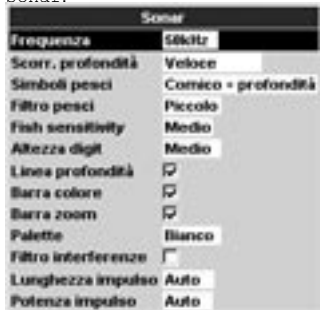 Sonar:
Sonar
Frequenza 50kHz
Scorr. profondità Veloce
Simboli pesci Comico + profondità
Filtro pesci Piccolo
Fish sensitivity Medio
Altezza digit Medio
Linea profondità
Barra colore
Barra zoom
Palette Bianco
Filtro interferenze
Lunghezza impulso Auto
Potenza impulso Auto